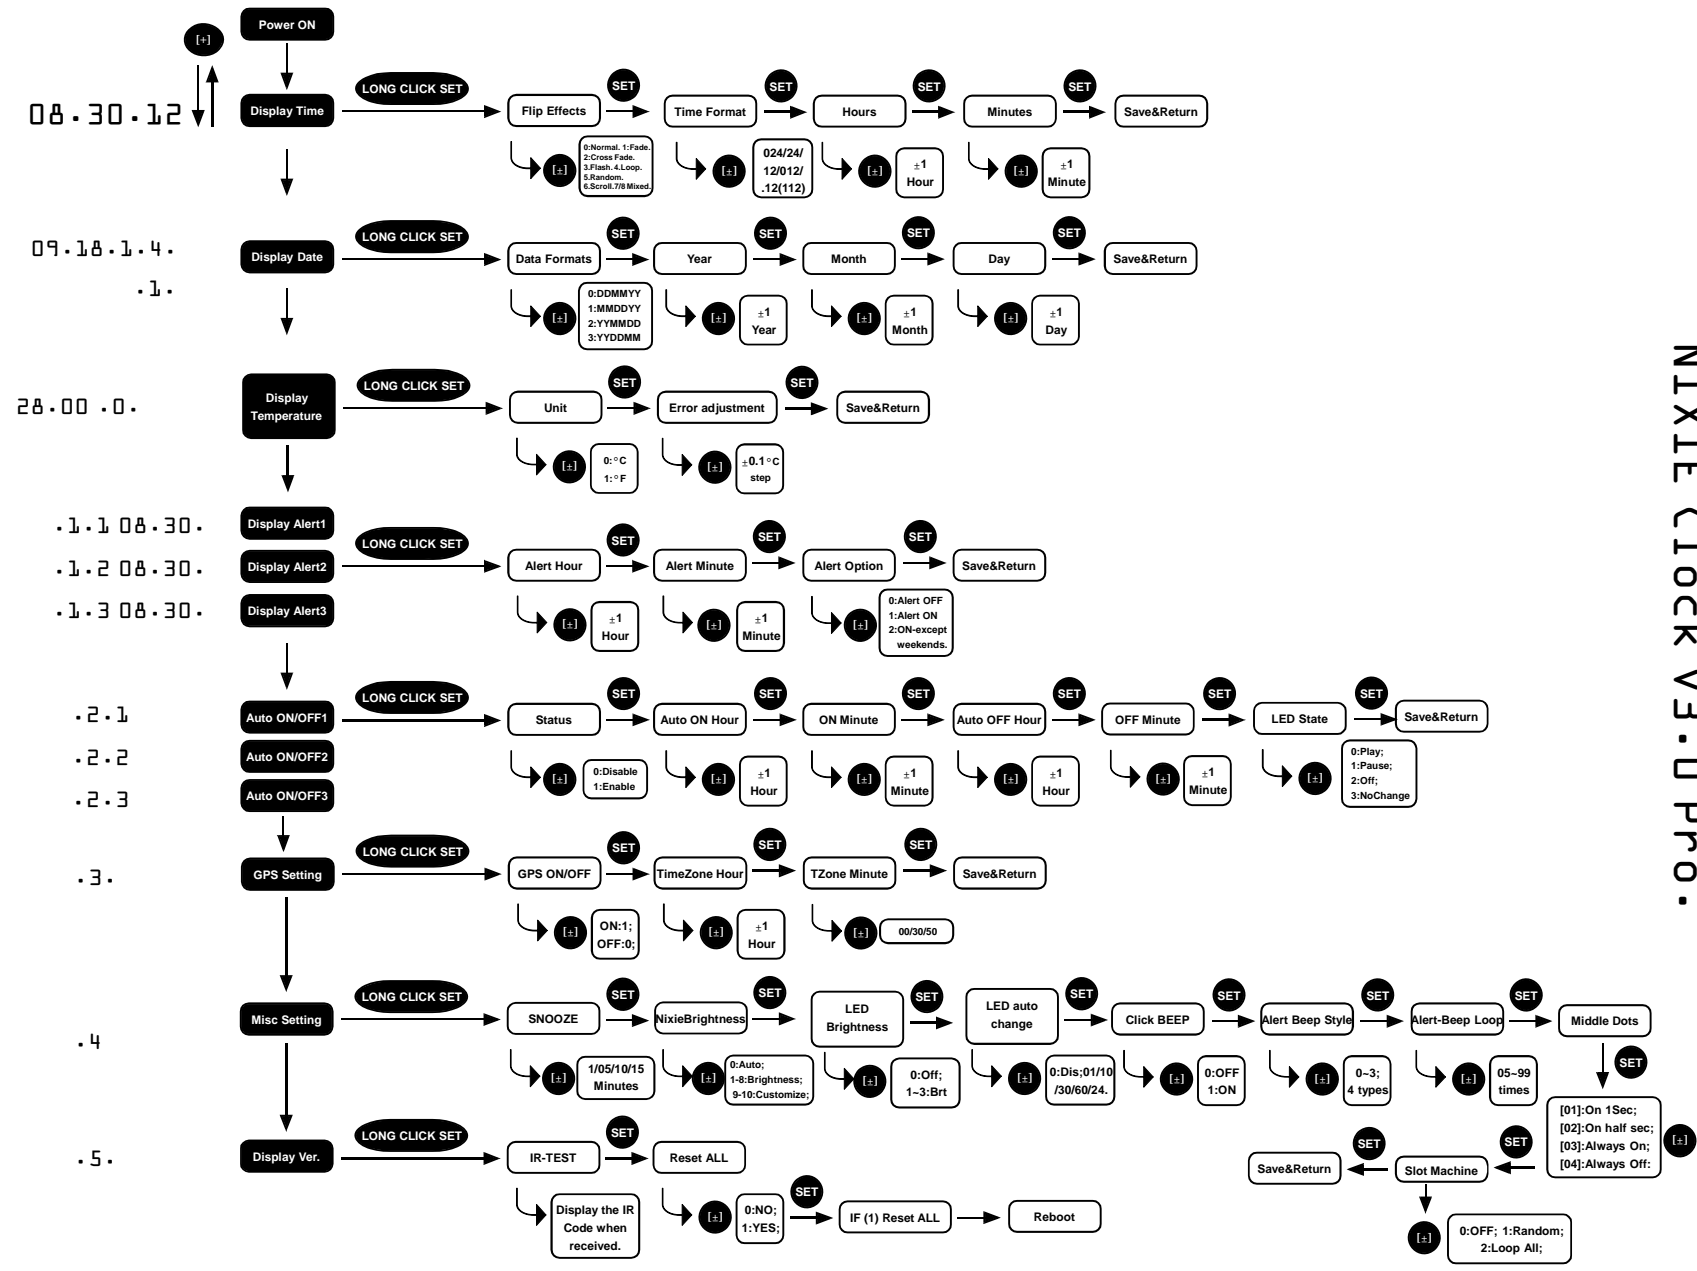 Power ON
[+]
LONG CLICK SET
SET
SET
SET
SET
08.30.12
Display Time
Flip Effects
Time Format
Hours
Minutes
Save&Return
[±]
0:Normal. 1:Fade.
2:Cross Fade.
3.Flash. 4.Loop.
5.Random.
6.Scroll.7/8 Mixed.
[±]
024/24/
12/012/
.12(112)
[±]
±1
Hour
[±]
±1
Minute
LONG CLICK SET
SET
SET
SET
SET
09.18.1.4.
.1.
Display Date
Data Formats
Year
Month
Day
Save&Return
[±]
0:DDMMYY
1:MMDDYY
2:YYMMDD
3:YYDDMM
[±]
±1
Year
[±]
±1
Month
[±]
±1
Day
LONG CLICK SET
SET
SET
28.00 .0.
Display
Temperature
Unit
Error adjustment
Save&Return
[±]
0:°C
1:°F
[±]
±0.1°C
step
.1.1 08.30.
Display Alert1
.1.2 08.30.
Display Alert2
.1.3 08.30.
Display Alert3
LONG CLICK SET
SET
SET
SET
Alert Hour
Alert Minute
Alert Option
Save&Return
[±]
±1
Hour
[±]
±1
Minute
[±]
0:Alert OFF
1:Alert ON
2:ON-except
weekends.
LONG CLICK SET
SET
SET
SET
SET
SET
SET
.2.1
Auto ON/OFF1
.2.2
Auto ON/OFF2
.2.3
Auto ON/OFF3
Status
Auto ON Hour
ON Minute
Auto OFF Hour
OFF Minute
LED State
Save&Return
[±]
0:Disable
1:Enable
[±]
±1
Hour
[±]
±1
Minute
[±]
±1
Hour
[±]
±1
Minute
[±]
0:Play;
1:Pause;
2:Off;
3:NoChange
LONG CLICK SET
SET
SET
SET
.3.
GPS Setting
GPS ON/OFF
TimeZone Hour
TZone Minute
Save&Return
[±]
ON:1;
OFF:0;
[±]
±1
Hour
[±]
00/30/50
LONG CLICK SET
SET
SET
SET
SET
SET
SET
SET
.4
Misc Setting
SNOOZE
NixieBrightness
LED
Brightness
LED auto
change
Click BEEP
Alert Beep Style
Alert-Beep Loop
Middle Dots
[±]
1/05/10/15
Minutes
[±]
0:Auto;
1-8:Brightness;
9-10:Customize;
[±]
0:Off;
1~3:Brt
[±]
0:Dis;01/10
/30/60/24.
[±]
0:OFF
1:ON
[±]
0~3;
4 types
[±]
05~99
times
SET
[01]:On 1Sec;
[02]:On half sec;
[03]:Always On;
[04]:Always Off:
[±]
SET
Slot Machine
SET
Save&Return
[±]
0:OFF; 1:Random;
2:Loop All;
LONG CLICK SET
SET
.5.
Display Ver.
IR-TEST
Reset ALL
Display the IR
Code when
received.
[±]
0:NO;
1:YES;
SET
IF (1) Reset ALL
Reboot
NIXIE Clock V3.0 Pro.